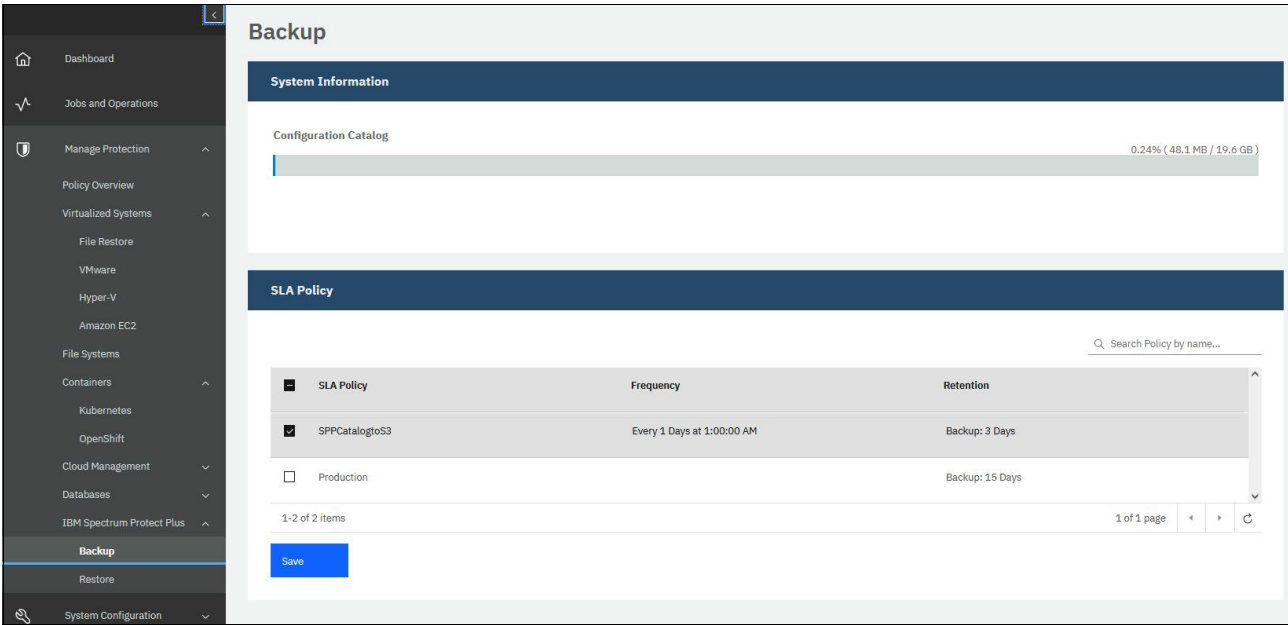 Dashboard
Jobs and Operations
Manage Protection
Policy Overview
Virtualized Systems
File Restore
VMware
Hyper-V
Amazon EC2
File Systems
Containers
Kubernetes
OpenShift
Cloud Management
Databases
IBM Spectrum Protect Plus
Backup
Restore
System Configuration
Backup
System Information
Configuration Catalog
0.24% ( 48.1 MB / 19.6 GB )
SLA Policy
Search Policy by name...
SLA Policy Frequency Retention
SPPCatalogtoS3 Every 1 Days at 1:00:00 AM Backup: 3 Days
Production Backup: 15 Days
1-2 of 2 items 1 of 1 page
Save